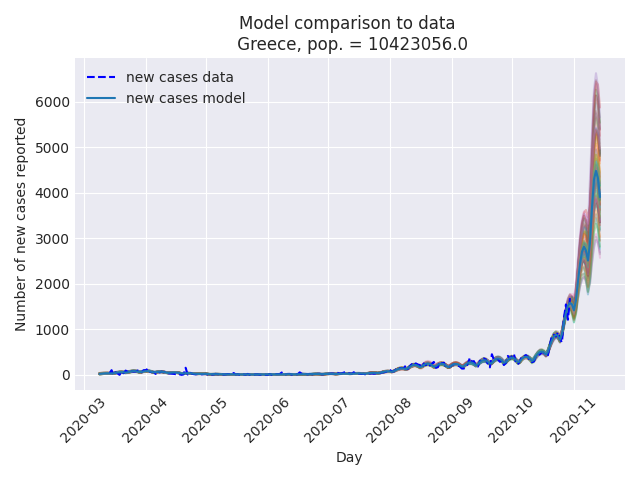 Model comparison to data
Greece, pop. = 10423056.0
new cases data
new cases model
Number of new cases reported
6000
5000
4000
3000
2000
1000
0
2020-03
2020-04
2020-05
2020-06
2020-07
2020-08
2020-09
2020-10
2020-11
Day